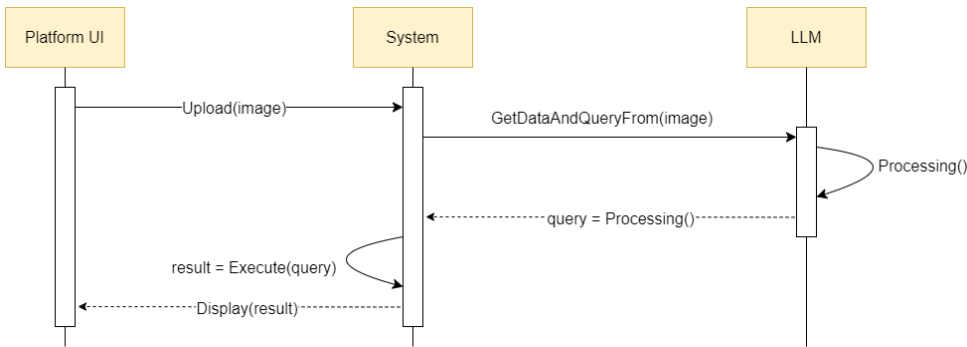 Platform UI
System
LLM
Upload(image)
GetDataAndQueryFrom(image)
Processing()
query = Processing()
result = Execute(query)
Display(result)